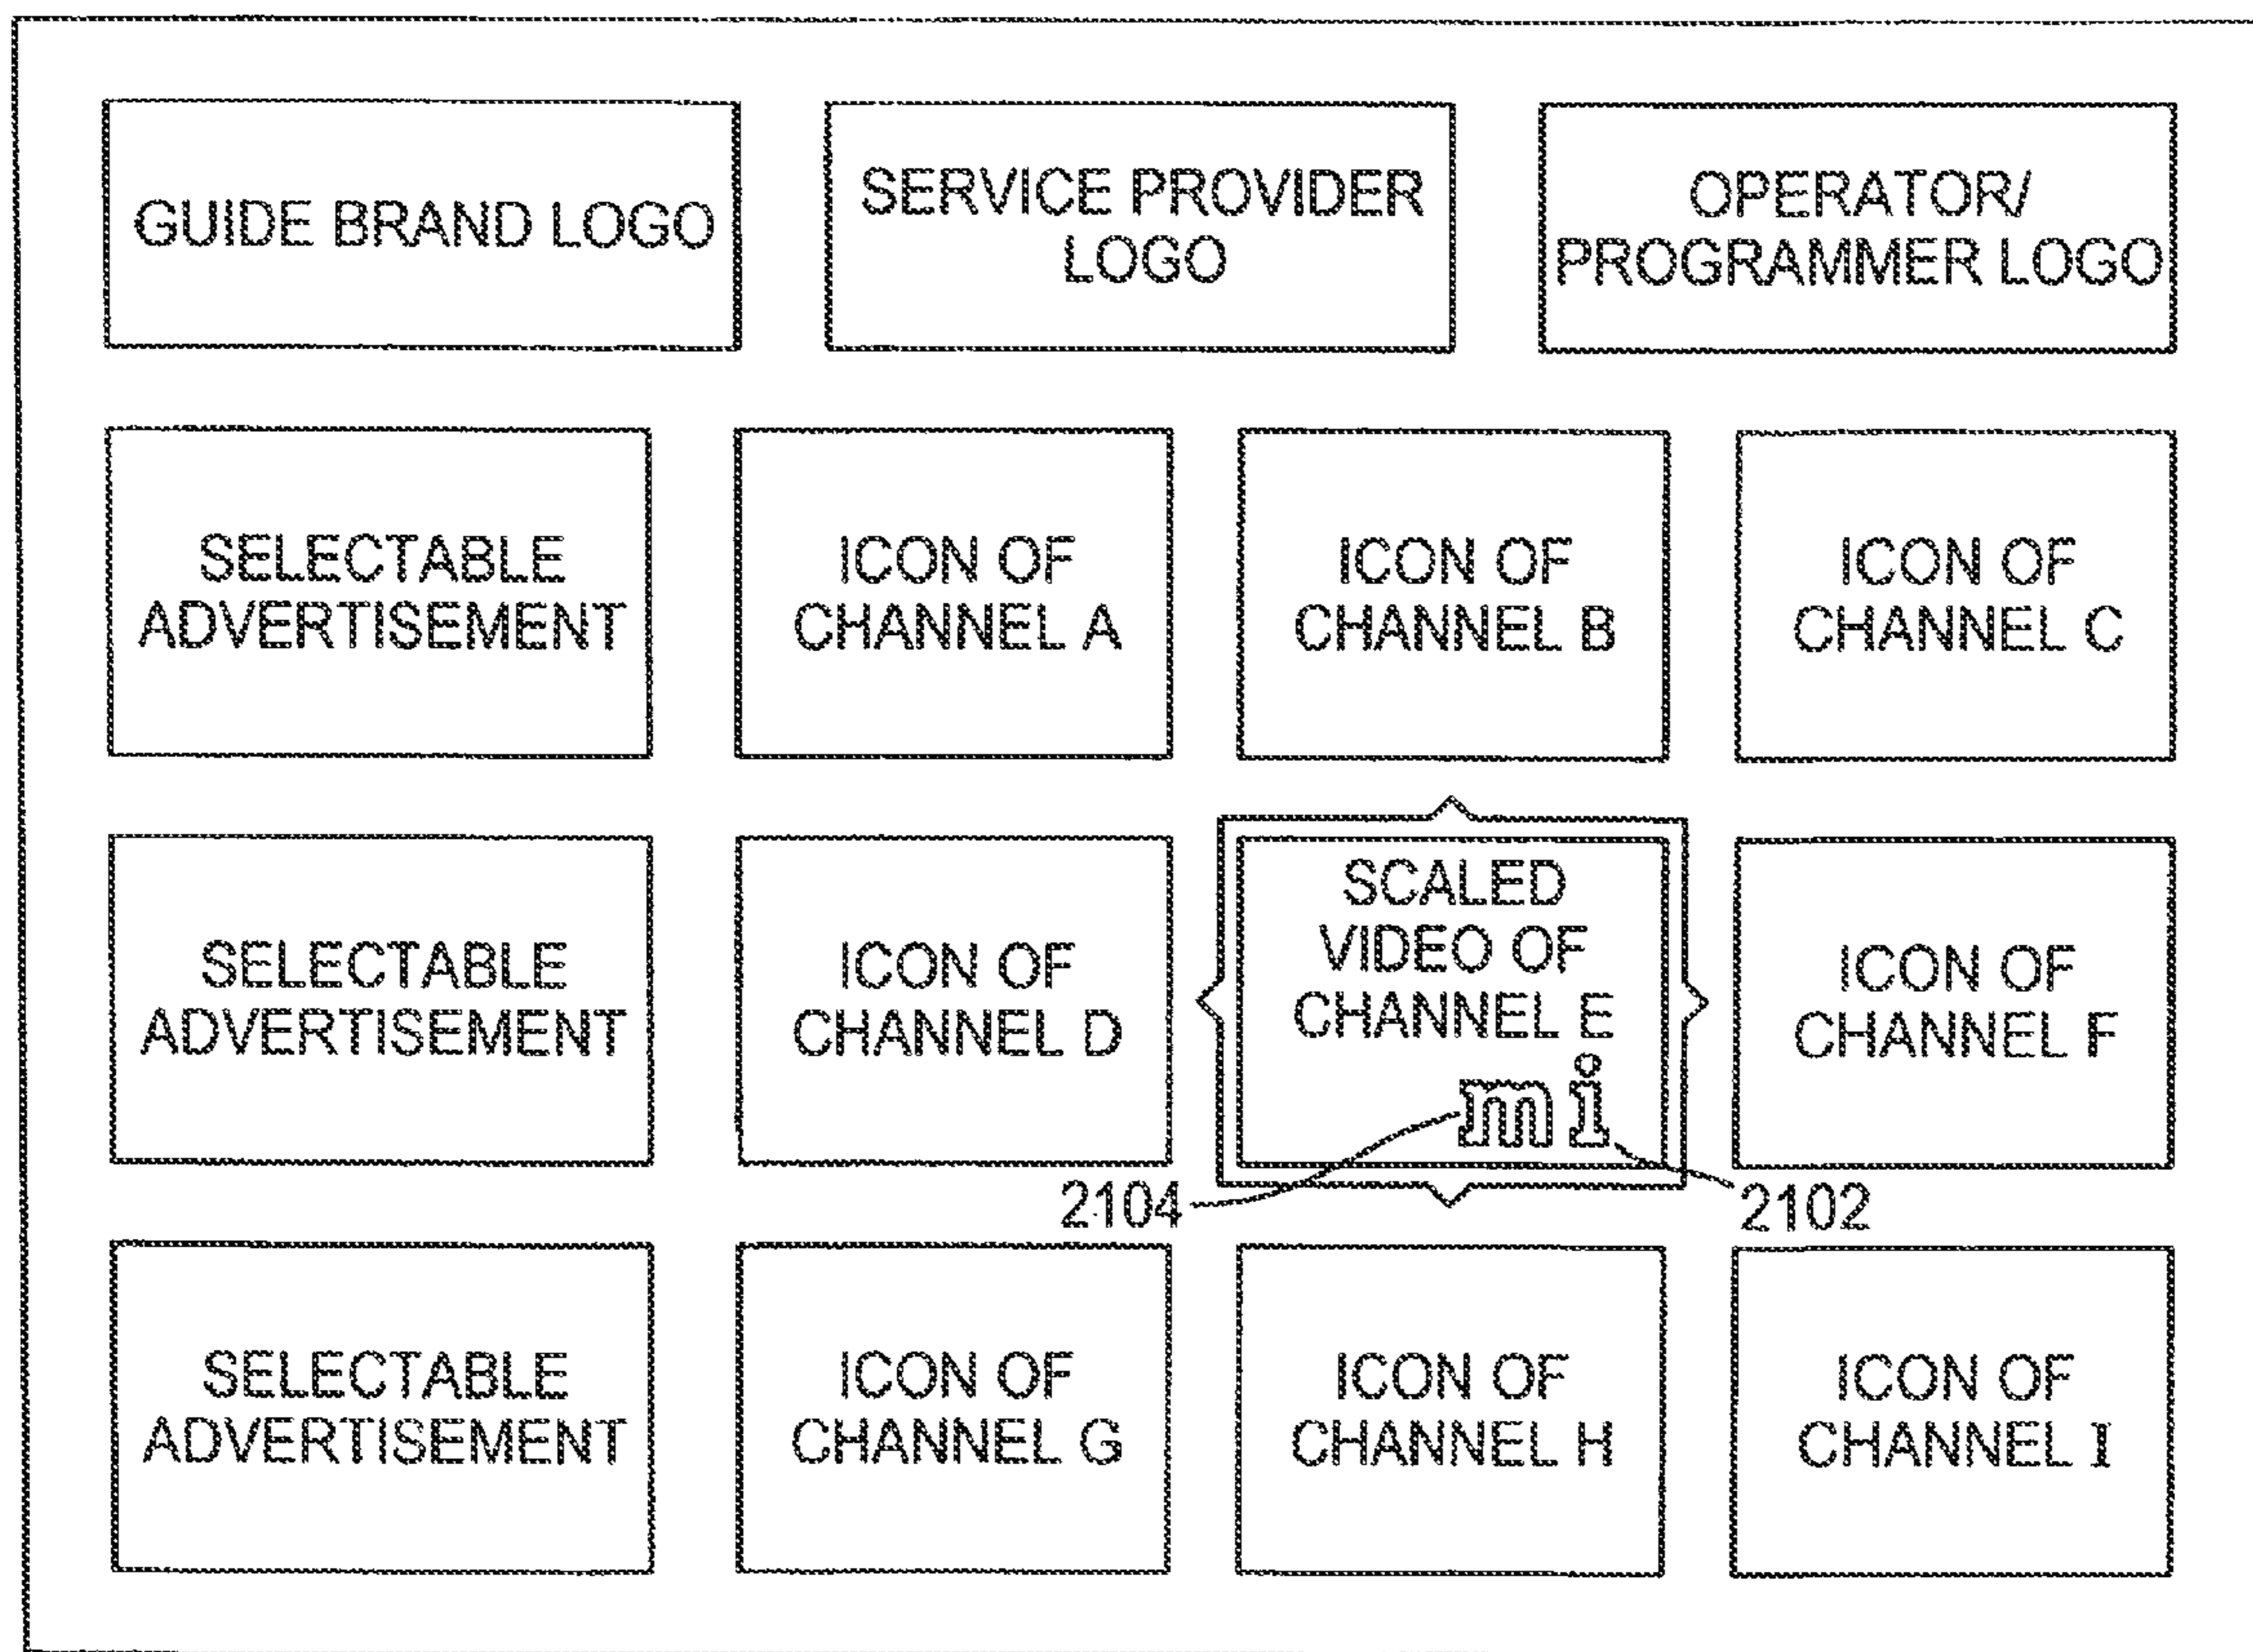 GUIDE BRAND LOGO
SERVICE PROVIDER
LOGO
OPERATOR/
PROGRAMMER LOGO
SELECTABLE
ADVERTISEMENT
ICON OF
CHANNEL A
ICON OF
CHANNEL B
ICON OF
CHANNEL C
SELECTABLE
ADVERTISEMENT
ICON OF
CHANNEL D
SCALED
VIDEO OF
CHANNEL E
m i
ICON OF
CHANNEL F
2104
2102
SELECTABLE
ADVERTISEMENT
ICON OF
CHANNEL G
ICON OF
CHANNEL H
ICON OF
CHANNEL I